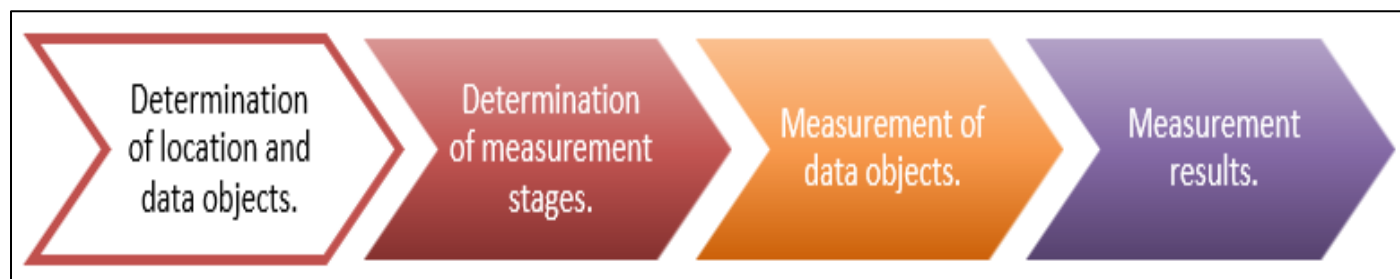 Determination
of location and
data objects.
Determination
of measurement
stages.
Measurement of
data objects.
Measurement
results.